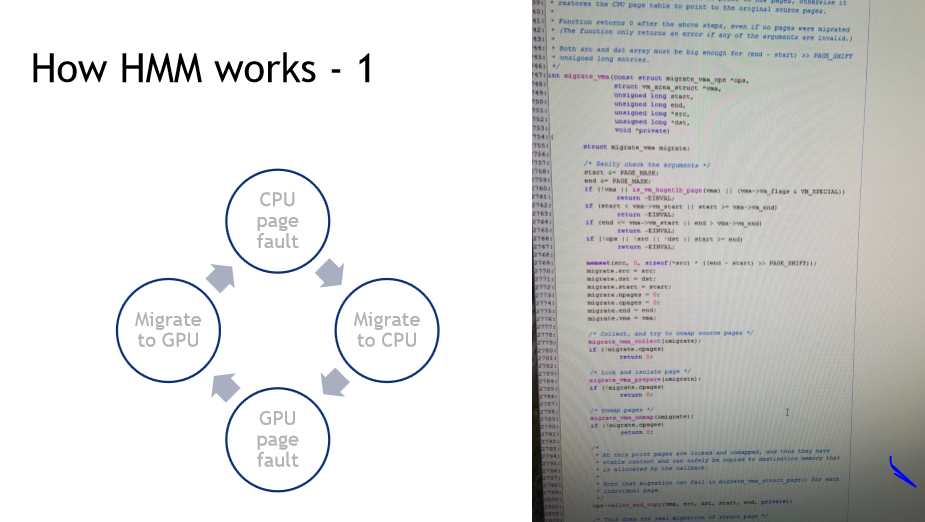 How HMM works - 1
CPU
page
fault
Migrate
to GPU
Migrate
to CPU
GPU
page
fault
* restores the CPU page table to point to the original source pages.
*
* Function returns 0 after the above steps, even if no pages were migrated
* (The function only returns an error if any of the arguments are invalid.)
*
* Both src and dst array must be big enough for (end - start) >> PAGE_SHIFT
* unsigned long entries.
*/
int migrate_vma(const struct migrate_vma_ops *ops,
struct vm_area_struct *vma,
unsigned long start,
unsigned long end,
unsigned long *src,
unsigned long *dst,
void *private)
{
struct migrate_vma migrate;
/* Sanity check the arguments */
start &= PAGE_MASK;
end &= PAGE_MASK;
if (!vma || is_vm_hugetlb_page(vma) || (vma->vm_flags & VM_SPECIAL))
return -EINVAL;
if (start < vma->vm_start || start >= vma->vm_end)
return -EINVAL;
if (end <= vma->vm_start || end > vma->vm_end)
return -EINVAL;
if (!ops || !src || !dst || start >= end)
return -EINVAL;
memset(src, 0, sizeof(*src) * ((end - start) >> PAGE_SHIFT));
migrate.src = src;
migrate.dst = dst;
migrate.start = start;
migrate.npages = 0;
migrate.cpages = 0;
migrate.end = end;
migrate.vma = vma;
/* Collect, and try to unmap source pages */
migrate_vma_collect(&migrate);
if (!migrate.cpages)
return 0;
/* Lock and isolate page */
migrate_vma_prepare(&migrate);
if (!migrate.cpages)
return 0;
/* Unmap pages */
migrate_vma_unmap(&migrate);
if (!migrate.cpages)
return 0;
/*
* At this point pages are locked and unmapped, and thus they have
* stable content and can safely be copied to destination memory that
* is allocated by the callback.
*
* Note that migration can fail in migrate_vma_struct_page() for each
* individual page.
*/
ops->alloc_and_copy(vma, src, dst, start, end, private);
/* This does the real migration of struct page */